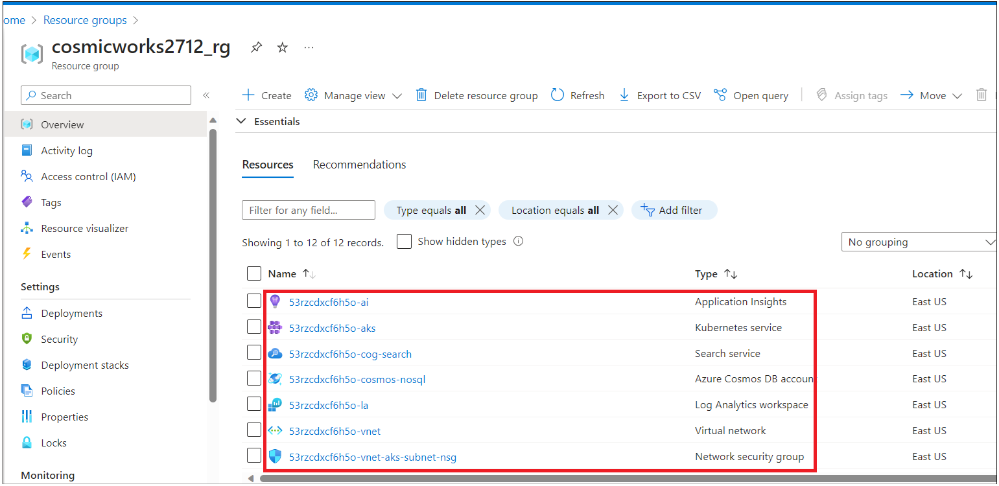 ome > Resource groups >
cosmicworks2712_rg ...
Resource group
Search «
Create Manage view Delete resource group Refresh Export to CSV Open query Assign tags Move
Overview
Activity log
Access control (IAM)
Tags
Resource visualizer
Events
Settings
Deployments
Security
Deployment stacks
Policies
Properties
Locks
Monitoring
Essentials
Resources Recommendations
Filter for any field... Type equals all Location equals all Add filter
Showing 1 to 12 of 12 records. Show hidden types No grouping
Name Type Location
53rzcdxcf6h5o-ai Application Insights East US
53rzcdxcf6h5o-aks Kubernetes service East US
53rzcdxcf6h5o-cog-search Search service East US
53rzcdxcf6h5o-cosmos-nosql Azure Cosmos DB account East US
53rzcdxcf6h5o-la Log Analytics workspace East US
53rzcdxcf6h5o-vnet Virtual network East US
53rzcdxcf6h5o-vnet-aks-subnet-nsg Network security group East US